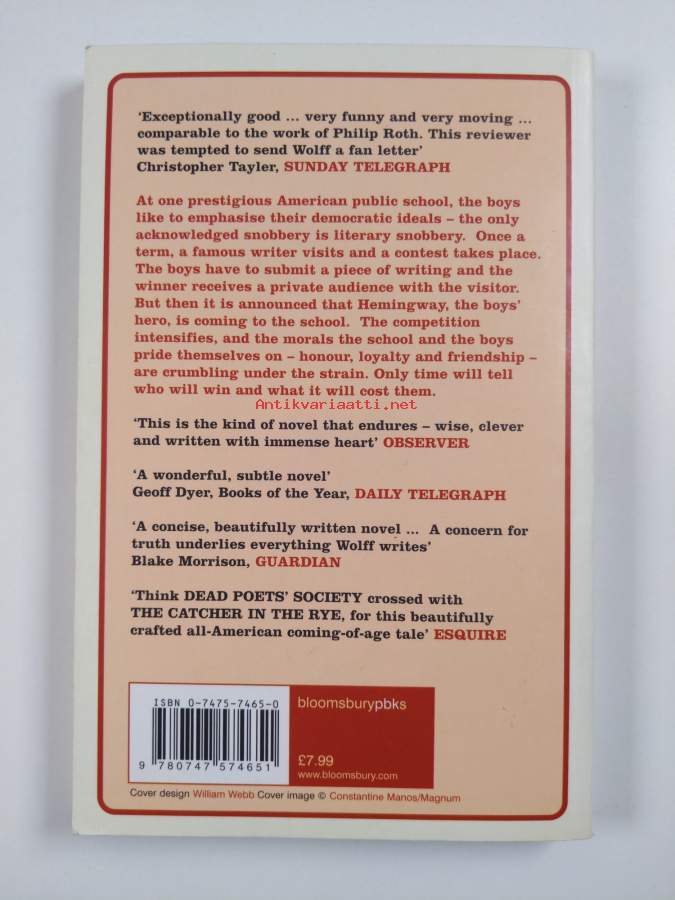 ‘Exceptionally good ... very funny and very moving ...
comparable to the work of Philip Roth. This reviewer
was tempted to send Wolff a fan letter’
Christopher Tayler, SUNDAY TELEGRAPH
At one prestigious American public school, the boys
like to emphasise their democratic ideals – the only
acknowledged snobbery is literary snobbery. Once a
term, a famous writer visits and a contest takes place.
The boys have to submit a piece of writing and the
winner receives a private audience with the visitor.
But then it is announced that Hemingway, the boys’
hero, is coming to the school. The competition
intensifies, and the morals the school and the boys
pride themselves on – honour, loyalty and friendship –
are crumbling under the strain. Only time will tell
who will win and what it will cost them.
Antikvariaatti.net
‘This is the kind of novel that endures – wise, clever
and written with immense heart’ OBSERVER
‘A wonderful, subtle novel’
Geoff Dyer, Books of the Year, DAILY TELEGRAPH
‘A concise, beautifully written novel ... A concern for
truth underlies everything Wolff writes’
Blake Morrison, GUARDIAN
‘Think DEAD POETS’ SOCIETY crossed with
THE CATCHER IN THE RYE, for this beautifully
crafted all-American coming-of-age tale’ ESQUIRE
ISBN 0-7475-7465-0
9 780747 574651
bloomsburypbks
£7.99
www.bloomsbury.com
Cover design William Webb Cover image © Constantine Manos/Magnum